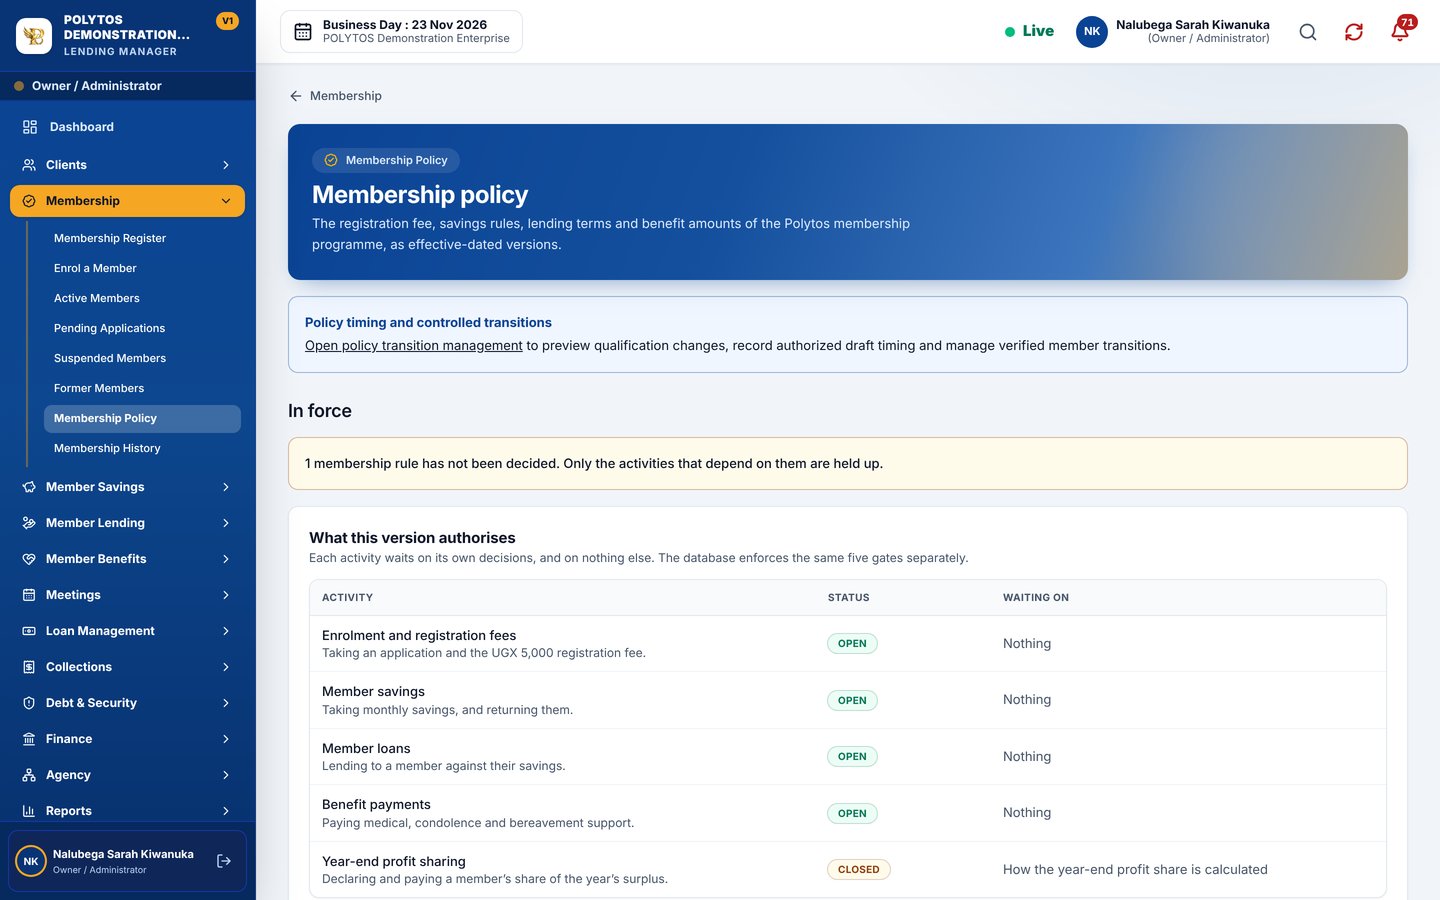 POLYTOS
DEMONSTRATION...
LENDING MANAGER
V1
Owner / Administrator
Dashboard
Clients
Membership
Membership Register
Enrol a Member
Active Members
Pending Applications
Suspended Members
Former Members
Membership Policy
Membership History
Member Savings
Member Lending
Member Benefits
Meetings
Loan Management
Collections
Debt & Security
Finance
Agency
Reports
NK
Nalubega Sarah Kiwanuka
Owner / Administrator
Business Day : 23 Nov 2026
POLYTOS Demonstration Enterprise
Live
NK
Nalubega Sarah Kiwanuka
(Owner / Administrator)
71
Membership
Membership Policy
Membership policy
The registration fee, savings rules, lending terms and benefit amounts of the Polytos membership
programme, as effective-dated versions.
Policy timing and controlled transitions
Open policy transition management to preview qualification changes, record authorized draft timing and manage verified member transitions.
In force
1 membership rule has not been decided. Only the activities that depend on them are held up.
What this version authorises
Each activity waits on its own decisions, and on nothing else. The database enforces the same five gates separately.
ACTIVITY STATUS WAITING ON
Enrolment and registration fees
Taking an application and the UGX 5,000 registration fee.
OPEN
Nothing
Member savings
Taking monthly savings, and returning them.
OPEN
Nothing
Member loans
Lending to a member against their savings.
OPEN
Nothing
Benefit payments
Paying medical, condolence and bereavement support.
OPEN
Nothing
Year-end profit sharing
Declaring and paying a member's share of the year's surplus.
CLOSED
How the year-end profit share is calculated